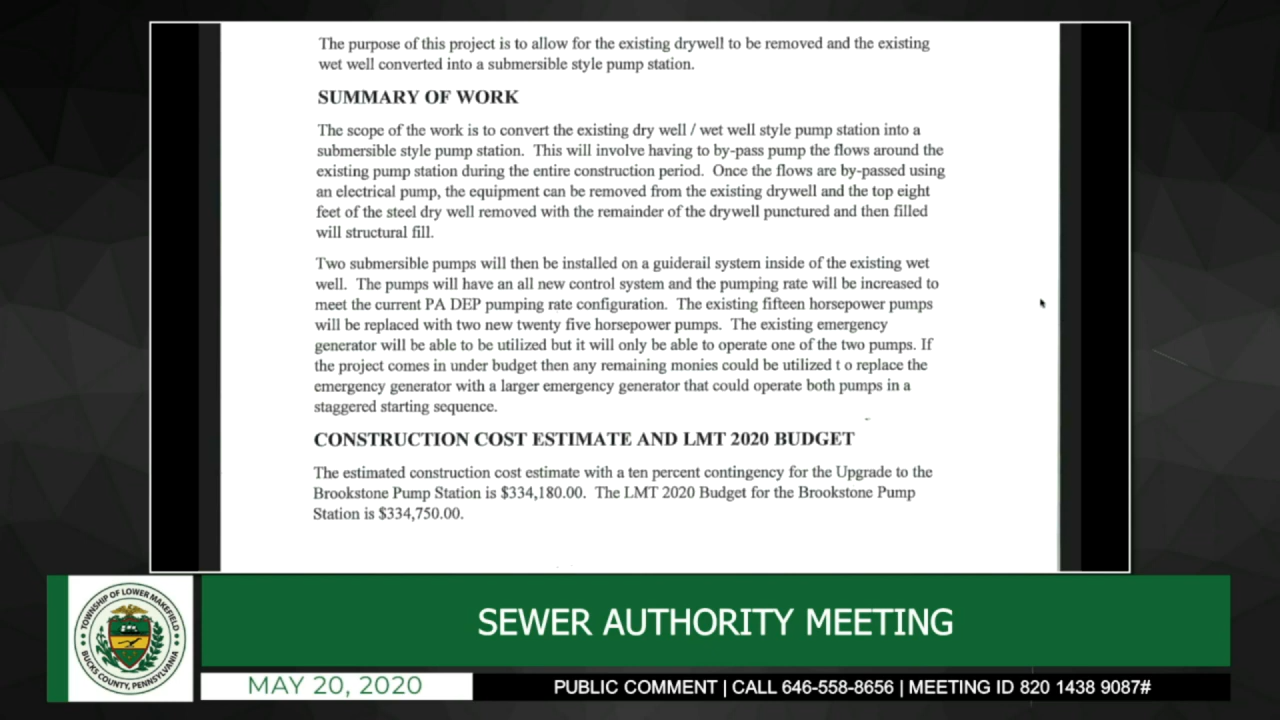 The purpose of this project is to allow for the existing drywell to be removed and the existing
wet well converted into a submersible style pump station.
SUMMARY OF WORK
The scope of the work is to convert the existing dry well / wet well style pump station into a
submersible style pump station. This will involve having to by-pass pump the flows around the
existing pump station during the entire construction period. Once the flows are by-passed using
an electrical pump, the equipment can be removed from the existing drywell and the top eight
feet of the steel dry well removed with the remainder of the drywell punctured and then filled
will structural fill.
Two submersible pumps will then be installed on a guiderail system inside of the existing wet
well. The pumps will have an all new control system and the pumping rate will be increased to
meet the current PA DEP pumping rate configuration. The existing fifteen horsepower pumps
will be replaced with two new twenty five horsepower pumps. The existing emergency
generator will be able to be utilized but it will only be able to operate one of the two pumps. If
the project comes in under budget then any remaining monies could be utilized t o replace the
emergency generator with a larger emergency generator that could operate both pumps in a
staggered starting sequence.
CONSTRUCTION COST ESTIMATE AND LMT 2020 BUDGET
The estimated construction cost estimate with a ten percent contingency for the Upgrade to the
Brookstone Pump Station is $334,180.00. The LMT 2020 Budget for the Brookstone Pump
Station is $334,750.00.
TOWNSHIP OF LOWER MAKEFIELD
BUCKS COUNTY, PENNSYLVANIA
SEWER AUTHORITY MEETING
MAY 20, 2020
PUBLIC COMMENT | CALL 646-558-8656 | MEETING ID 820 1438 9087#